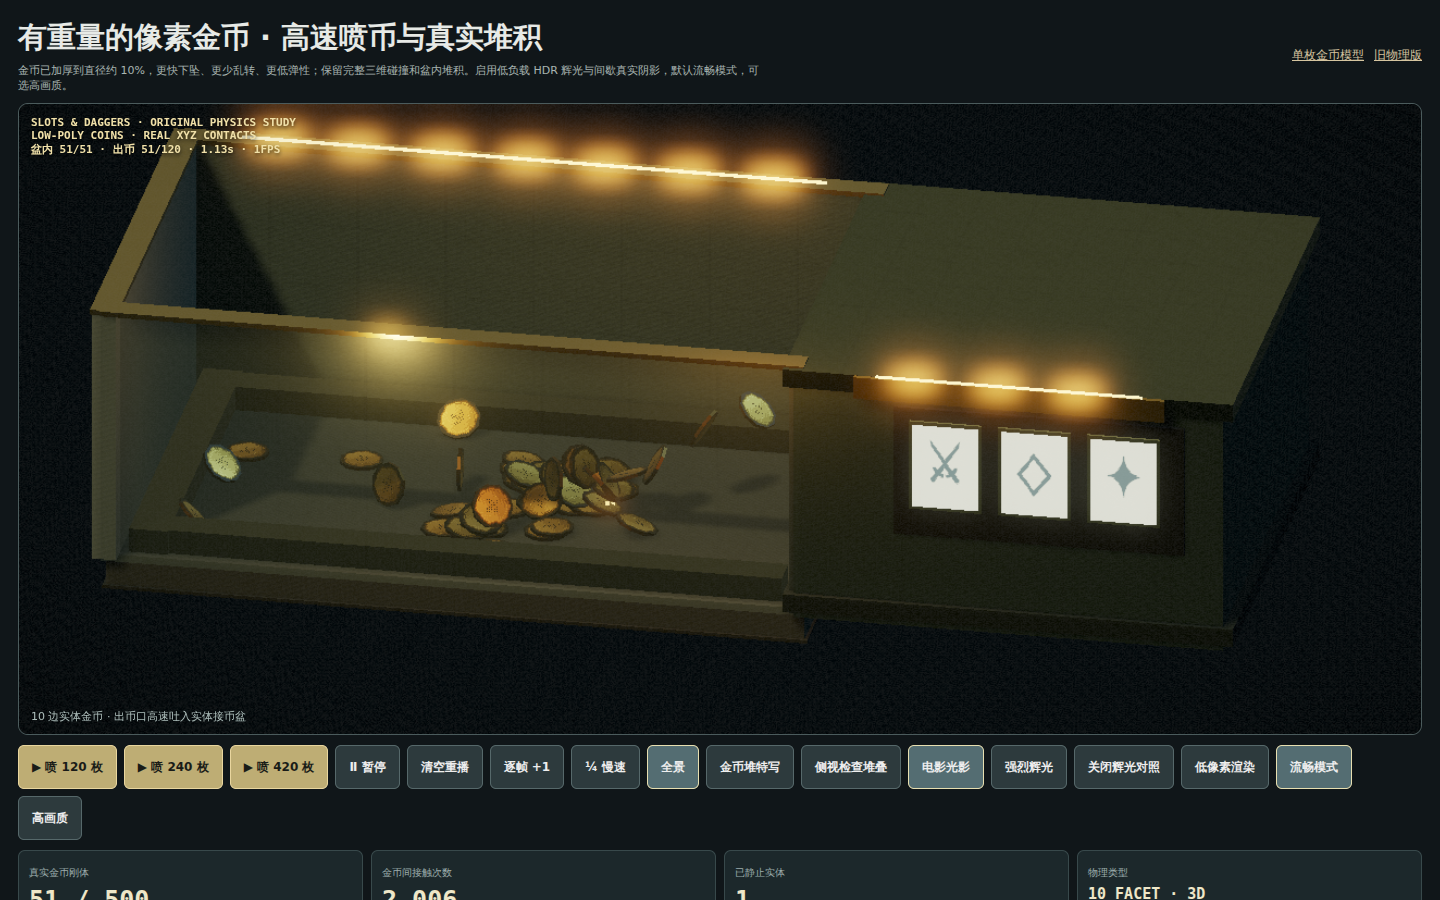 有重量的像素金币 · 高速喷币与真实堆积
金币已加厚到直径约 10%，更快下坠、更少乱转、更低弹性；保留完整三维碰撞和盆内堆积。启用低负载 HDR 辉光与间歇真实阴影，默认流畅模式，可
选高画质。
单枚金币模型 旧物理版
SLOTS & DAGGERS · ORIGINAL PHYSICS STUDY
LOW-POLY COINS · REAL XYZ CONTACTS
盆内 51/51 · 出币 51/120 · 1.13s · 1FPS
10 边实体金币 · 出币口高速吐入实体接币盆
▶ 喷 120 枚 ▶ 喷 240 枚 ▶ 喷 420 枚 Ⅱ 暂停 清空重播 逐帧 +1 ¼ 慢速 全景 金币堆特写 侧视检查堆叠 电影光影 强烈辉光 关闭辉光对照 低像素渲染 流畅模式
高画质
真实金币刚体 金币间接触次数 已静止实体 物理类型
51 / 500 2,006 1 10 FACET · 3D